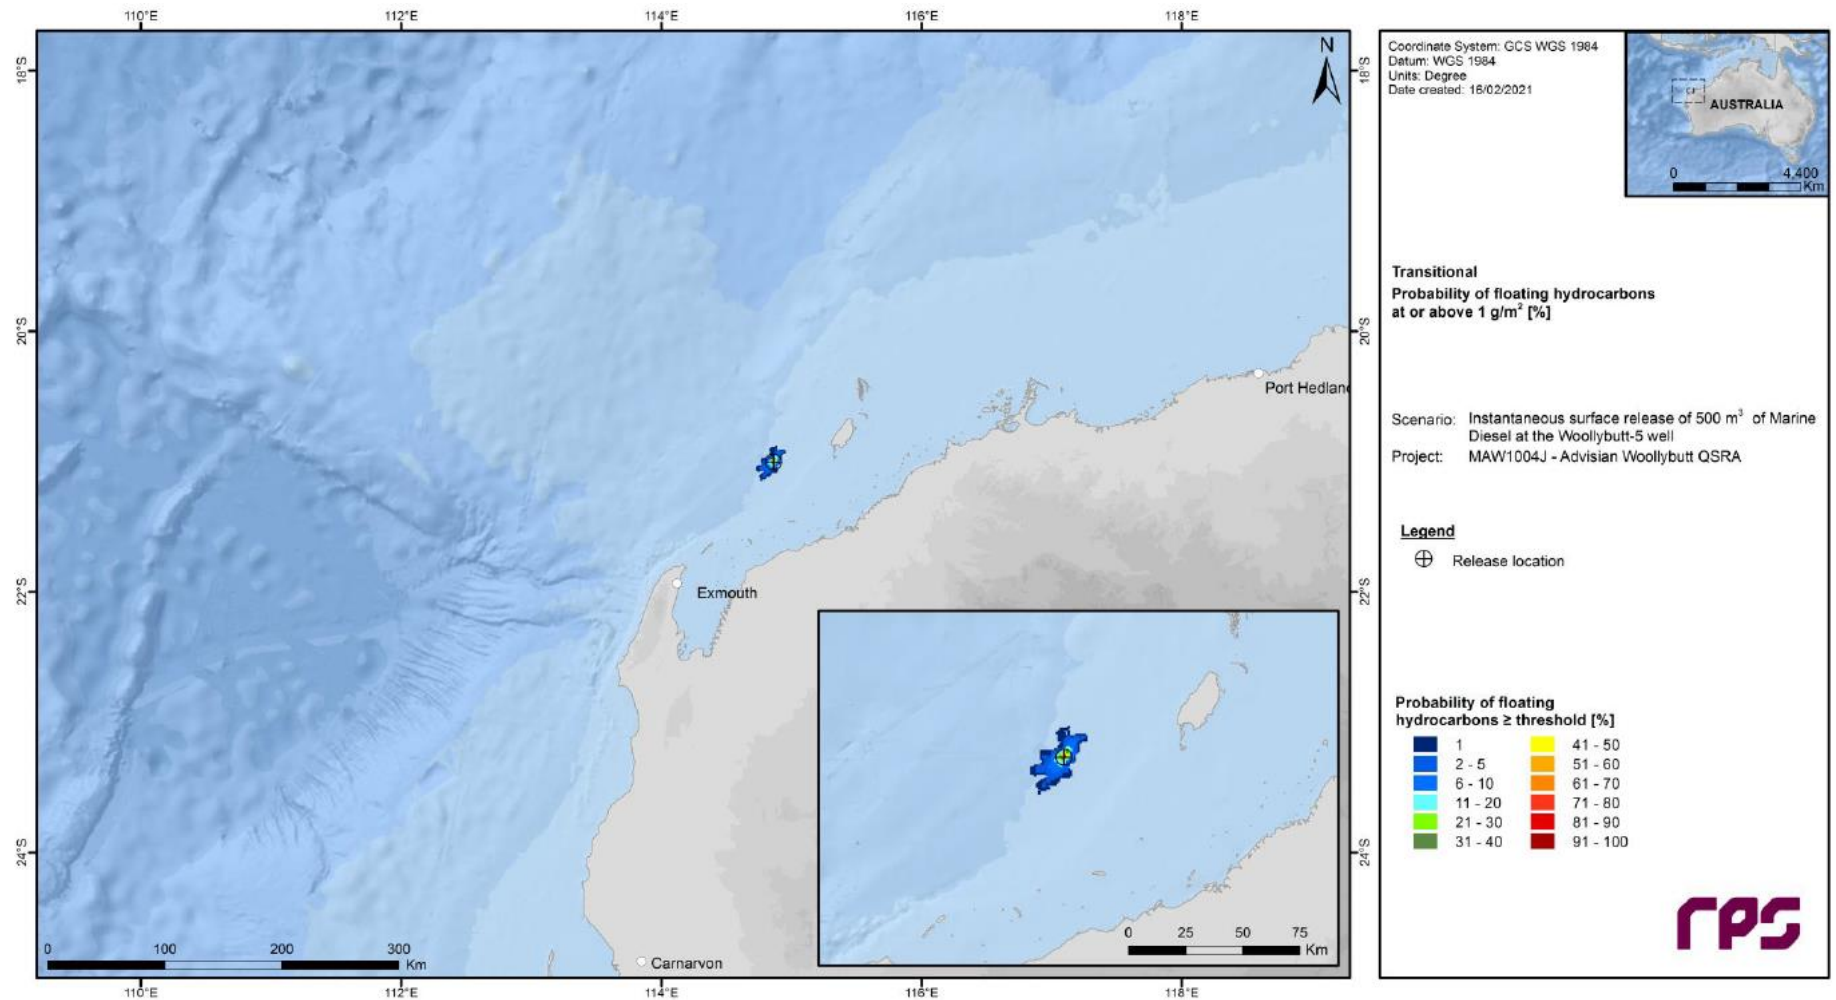 110°E 112°E 114°E 116°E 118°E
18°S 18°S
20°S 20°S
22°S 22°S
24°S 24°S
N
Port Hedlan
Exmouth
Carnarvon
0 100 200 300
Km
0 25 50 75
Km
110°E 112°E 114°E 116°E 118°E
Coordinate System: GCS WGS 1984
Datum: WGS 1984
Units: Degree
Date created: 16/02/2021
AUSTRALIA
0 4,400
Km
Transitional
Probability of floating hydrocarbons
at or above 1 g/m² [%]
Scenario: Instantaneous surface release of 500 m³ of Marine
Diesel at the Woollybutt-5 well
Project: MAW1004J - Advisian Woollybutt QSRA
Legend
Release location
Probability of floating
hydrocarbons ≥ threshold [%]
1 41 - 50
2 - 5 51 - 60
6 - 10 61 - 70
11 - 20 71 - 80
21 - 30 81 - 90
31 - 40 91 - 100
rps